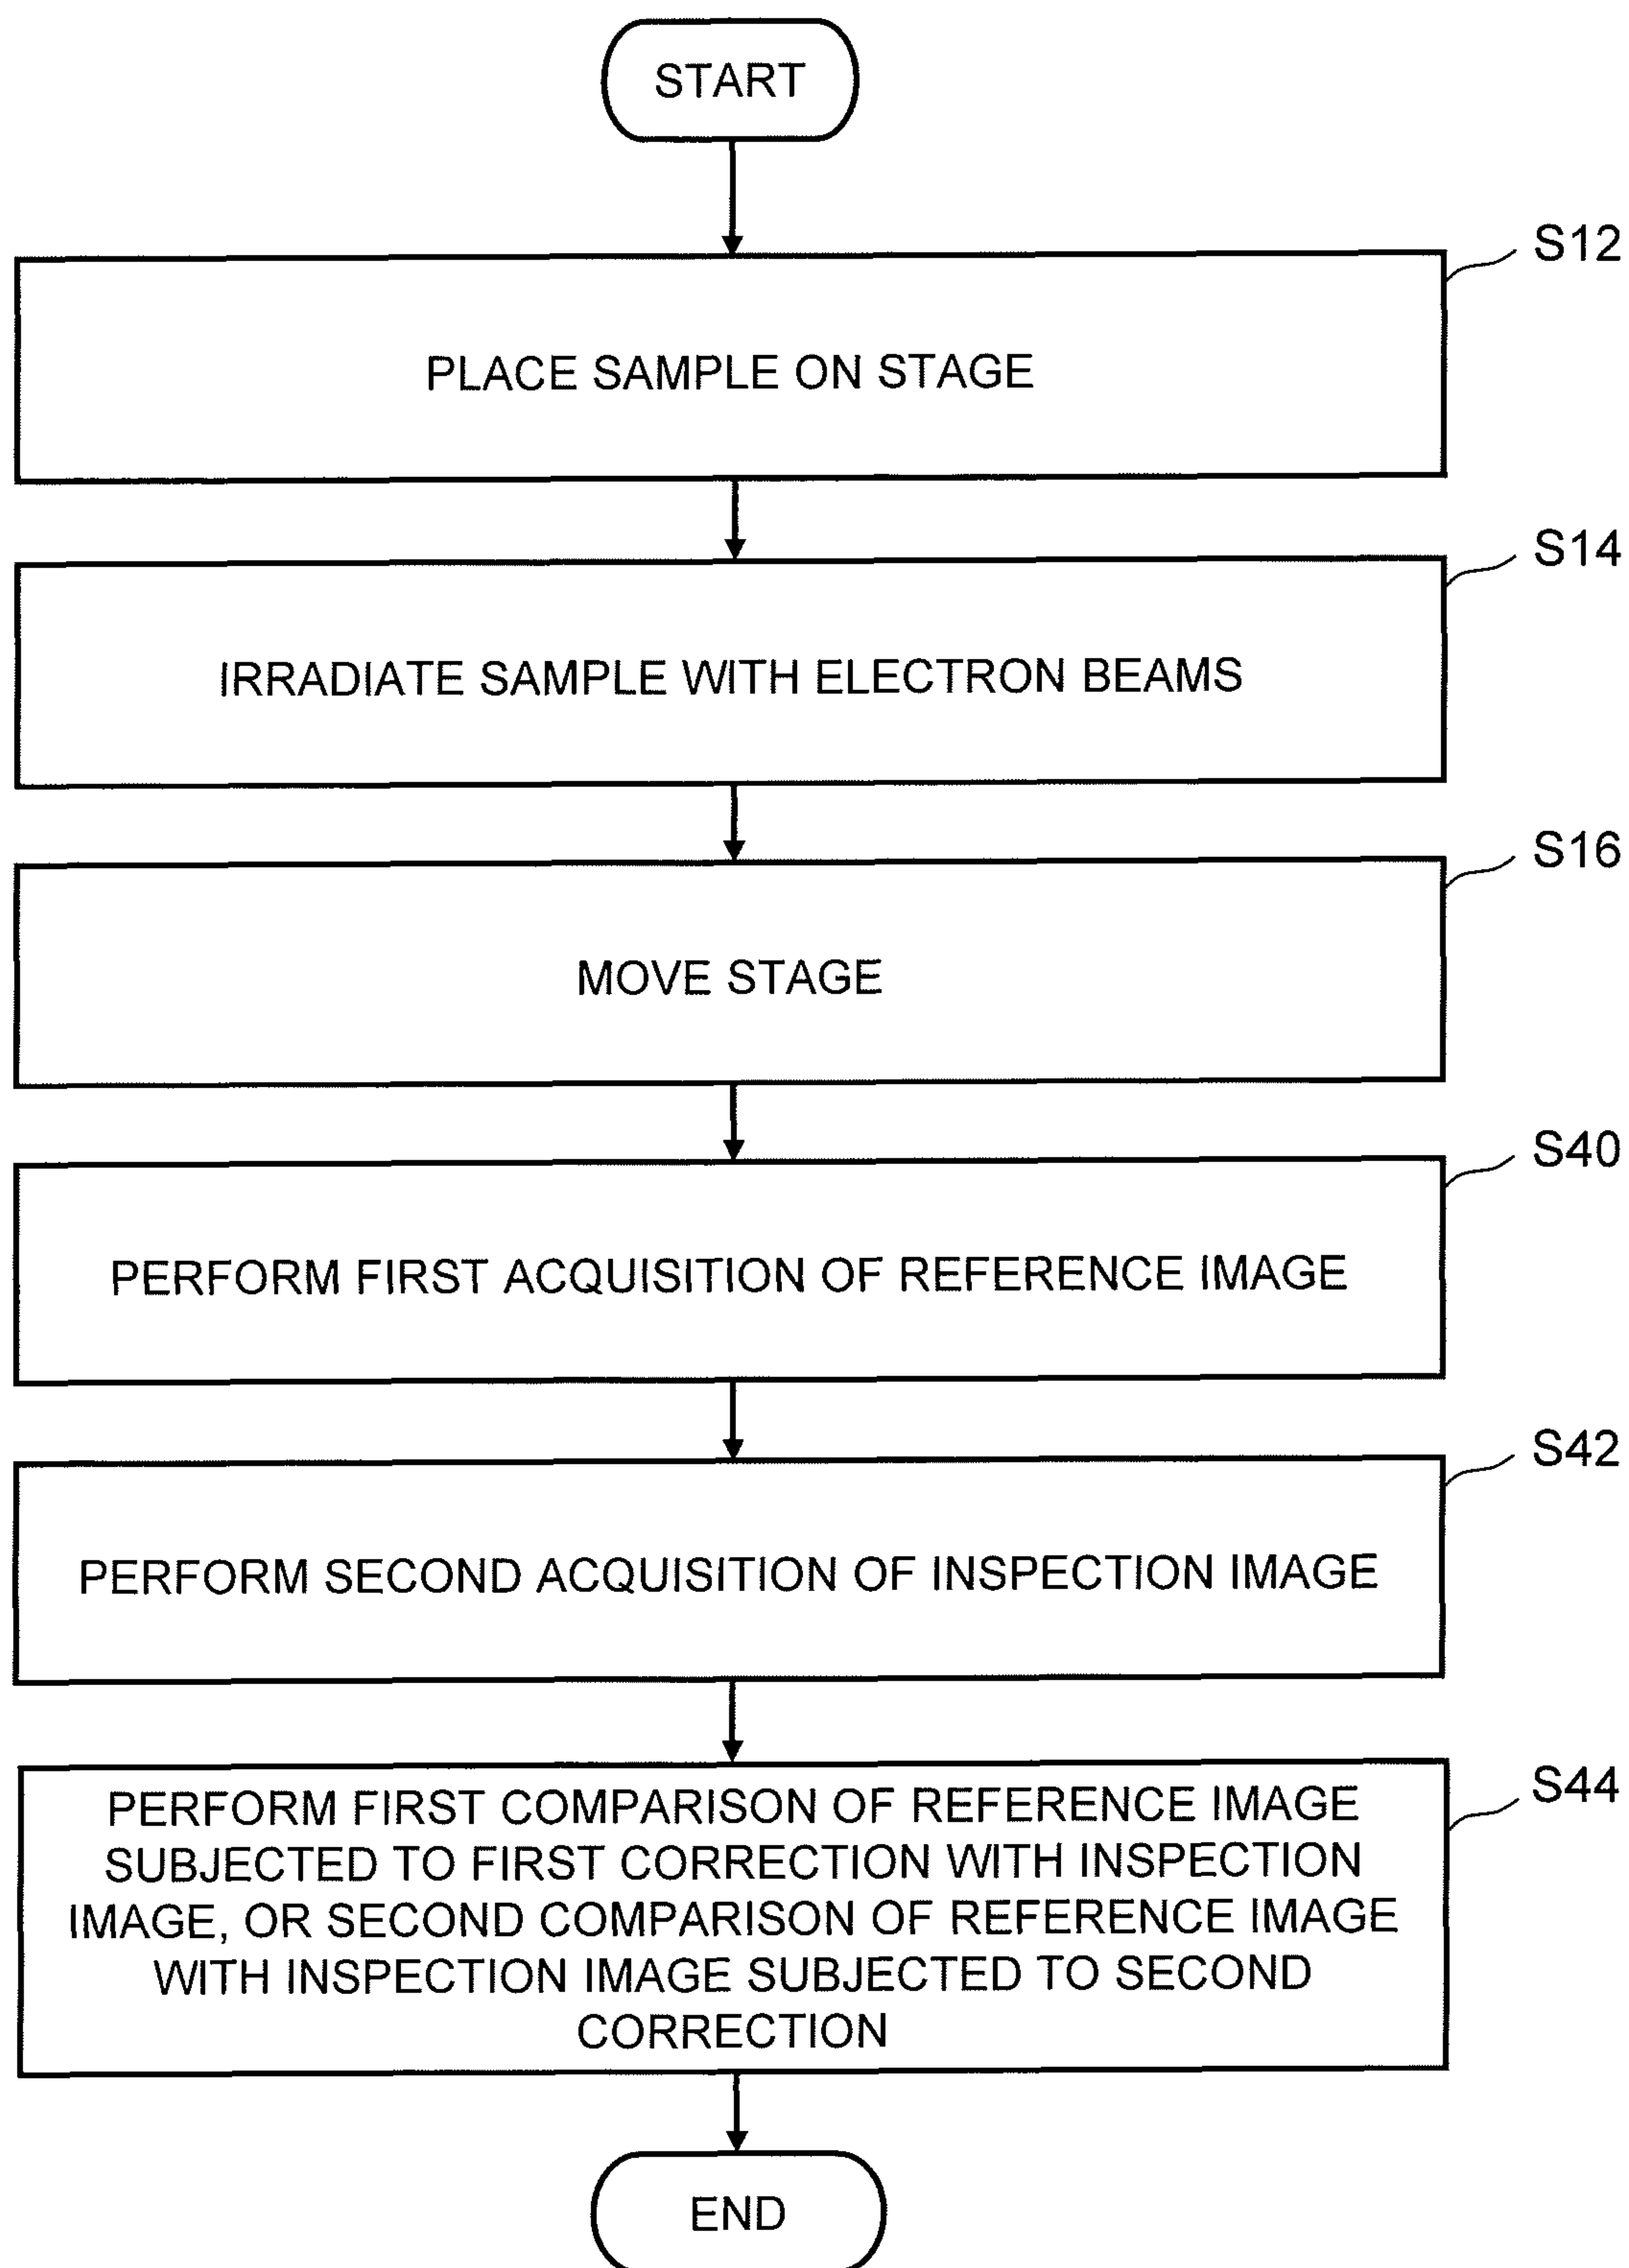 START
S12
PLACE SAMPLE ON STAGE
S14
IRRADIATE SAMPLE WITH ELECTRON BEAMS
S16
MOVE STAGE
S40
PERFORM FIRST ACQUISITION OF REFERENCE IMAGE
S42
PERFORM SECOND ACQUISITION OF INSPECTION IMAGE
S44
PERFORM FIRST COMPARISON OF REFERENCE IMAGE
SUBJECTED TO FIRST CORRECTION WITH INSPECTION
IMAGE, OR SECOND COMPARISON OF REFERENCE IMAGE
WITH INSPECTION IMAGE SUBJECTED TO SECOND
CORRECTION
END